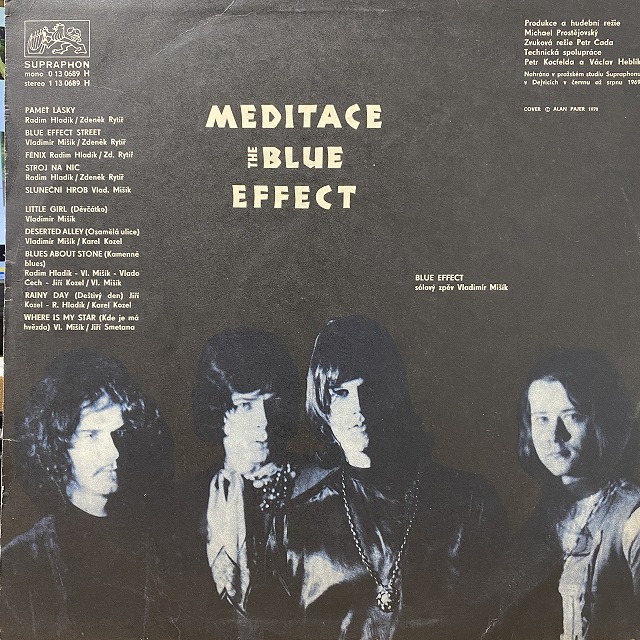 SUPRAPHON
mono 0 13 0689 H
stereo 1 13 0689 H
PAMĚT LÁSKY
Radim Hladík / Zdeněk Rytíř
BLUE EFFECT STREET
Vladimír Mišík / Zdeněk Rytíř
FÉNIX Radim Hladík / Zd. Rytíř
STROJ NA NIC
Radim Hladík / Zdeněk Rytíř
SLUNEČNÍ HROB Vlad. Mišík
LITTLE GIRL (Děvčátko)
Vladimír Mišík
DESERTED ALLEY (Osamělá ulice)
Vladimír Mišík / Karel Kozel
BLUES ABOUT STONE (Kamenné
blues)
Radim Hladík - Vl. Mišík - Vlado
Čech - Jiří Kozel / Vl. Mišík
RAINY DAY (Deštivý den) Jiří
Kozel - R. Hladík / Karel Kozel
WHERE IS MY STAR (Kde je má
hvězda) Vl. Mišík / Jiří Smetana
MEDITACE
THE BLUE
EFFECT
Produkce a hudební režie
Michael Prostějovský
Zvuková režie Petr Čada
Technická spolupráce
Petr Kocfelda a Václav Heblík
Nahráno v pražském studiu Supraphonu
v Dejvicích v červnu až srpnu 1969
COVER © ALAN PAJER 1970
BLUE EFFECT
sólový zpěv Vladimír Mišík